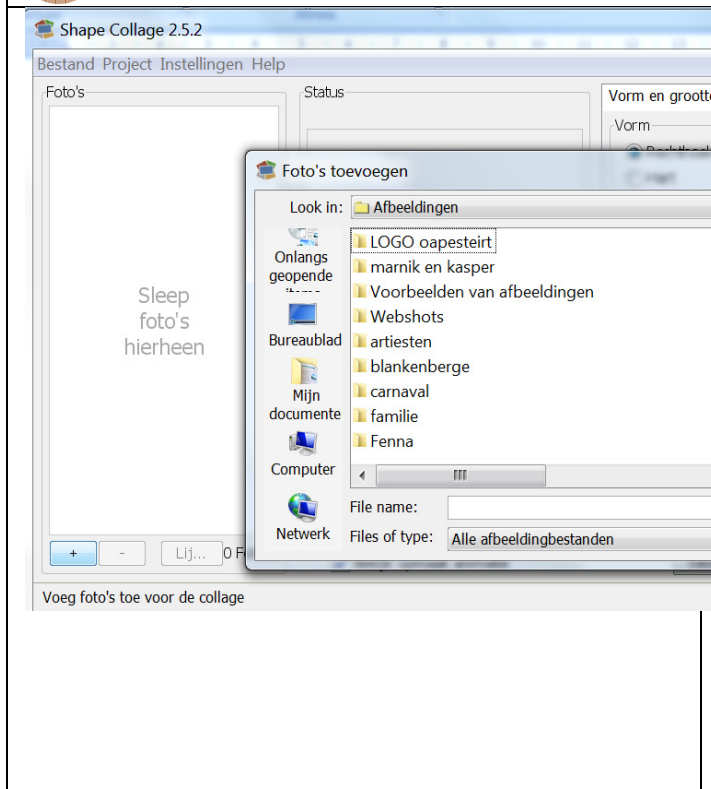 Shape Collage 2.5.2
Bestand Project Instellingen Help
Foto's
Status
Vorm en grootte
Vorm
Hart
Sleep
foto's
hierheen
Foto's toevoegen
Look in:
Afbeeldingen
Onlangs
geopende
Bureaublad
Mijn
documente
Computer
Netwerk
LOGO oapesteirt
marnik en kasper
Voorbeelden van afbeeldingen
Webshots
artiesten
blankenberge
carnaval
familie
Fenna
File name:
Files of type:
Alle afbeeldingbestanden
+
-
Lij...
0 F
Voeg foto's toe voor de collage